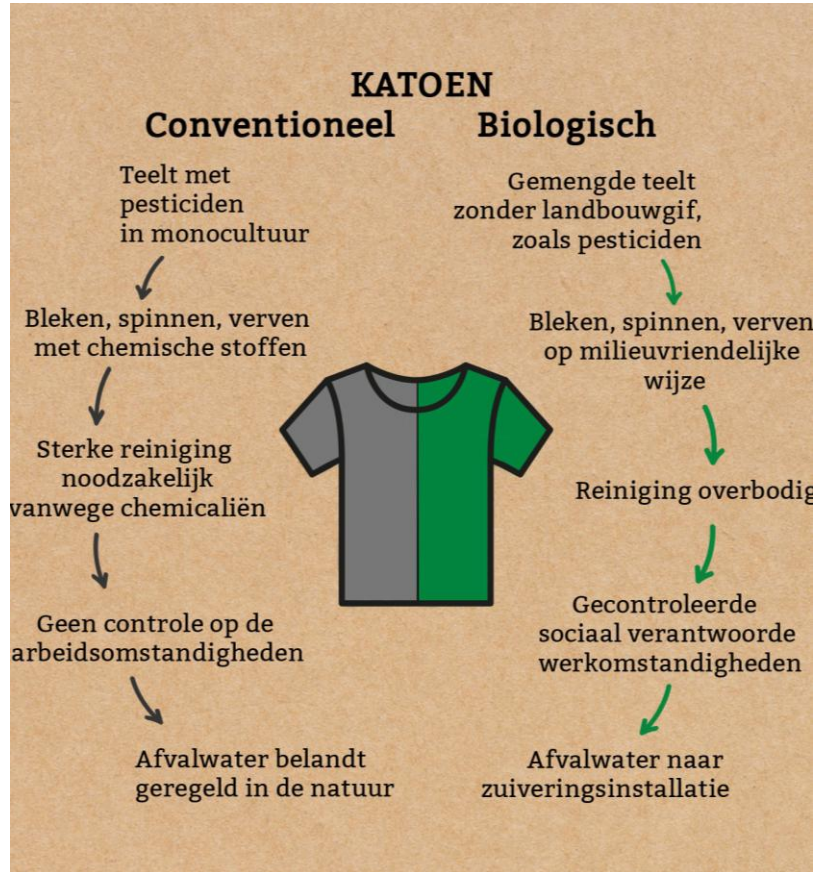 KATOEN
Conventioneel
Teelt met
pesticiden
in monocultuur
Bleken, spinnen, verven
met chemische stoffen
Sterke reiniging
noodzakelijk
vanwege chemicaliën
Geen controle op de
arbeidsomstandigheden
Afvalwater belandt
geregeld in de natuur
Biologisch
Gemengde teelt
zonder landbouwgif,
zoals pesticiden
Bleken, spinnen, verven
op milieuvriendelijke
wijze
Reiniging overbodig
Gecontroleerde
sociaal verantwoorde
werkomstandigheden
Afvalwater naar
zuiveringsinstallatie